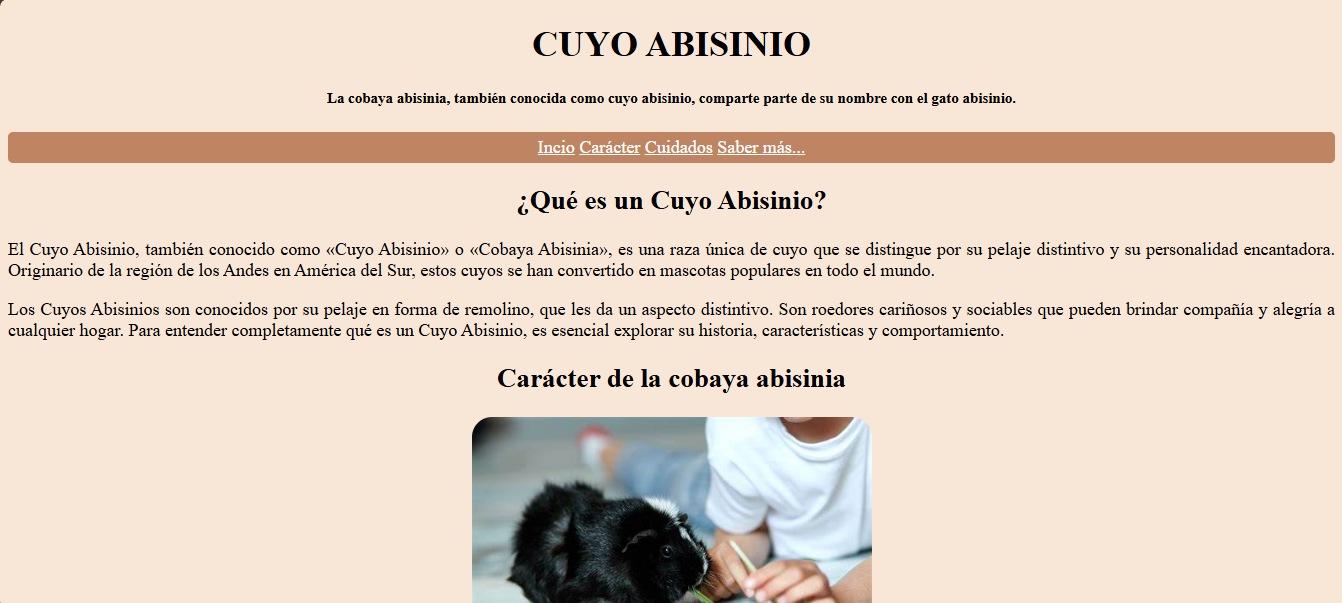 CUYO ABISINIO
La cobaya abisinia, también conocida como cuyo abisinio, comparte parte de su nombre con el gato abisinio.
Incio Carácter Cuidados Saber más...
¿Qué es un Cuyo Abisinio?
El Cuyo Abisinio, también conocido como «Cuyo Abisinio» o «Cobaya Abisinia», es una raza única de cuyo que se distingue por su pelaje distintivo y su personalidad encantadora.
Originario de la región de los Andes en América del Sur, estos cuyos se han convertido en mascotas populares en todo el mundo.
Los Cuyos Abisinios son conocidos por su pelaje en forma de remolino, que les da un aspecto distintivo. Son roedores cariñosos y sociables que pueden brindar compañía y alegría a
cualquier hogar. Para entender completamente qué es un Cuyo Abisinio, es esencial explorar su historia, características y comportamiento.
Carácter de la cobaya abisinia